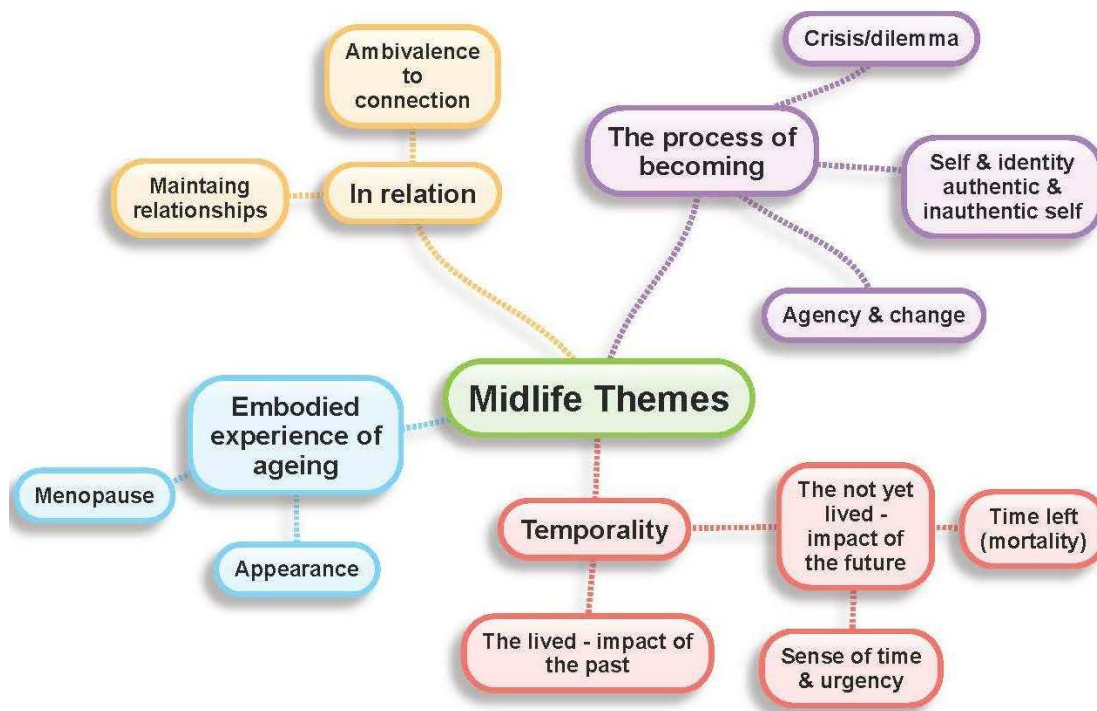 Crisis/dilemma
Ambivalence
to
connection
The process of
becoming
Self & identity
authentic &
inauthentic self
Maintaing
relationships
In relation
Agency & change
Midlife Themes
Embodied
experience of
ageing
Menopause
Appearance
Temporality
The not yet
lived -
impact of
the future
Time left
(mortality)
The lived - impact of
the past
Sense of time
& urgency